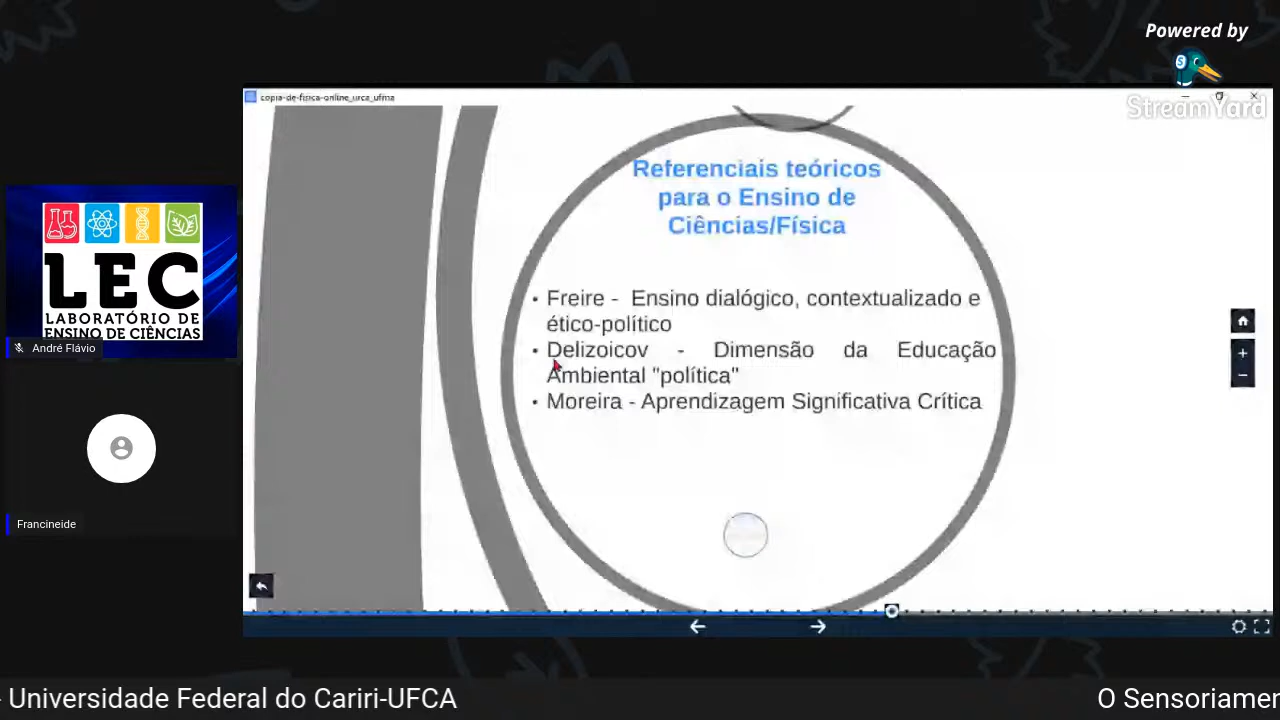 Powered by
StreamYard
copia-de-fisica-online_urca_ufma
Referenciais teóricos
para o Ensino de
Ciências/Física
• Freire - Ensino dialógico, contextualizado e
ético-político
• Delizoicov - Dimensão da Educação
Ambiental "política"
• Moreira - Aprendizagem Significativa Crítica
LEC
LABORATÓRIO DE
ENSINO DE CIÊNCIAS
André Flávio
Francineide
- Universidade Federal do Cariri-UFCA
O Sensoriamen